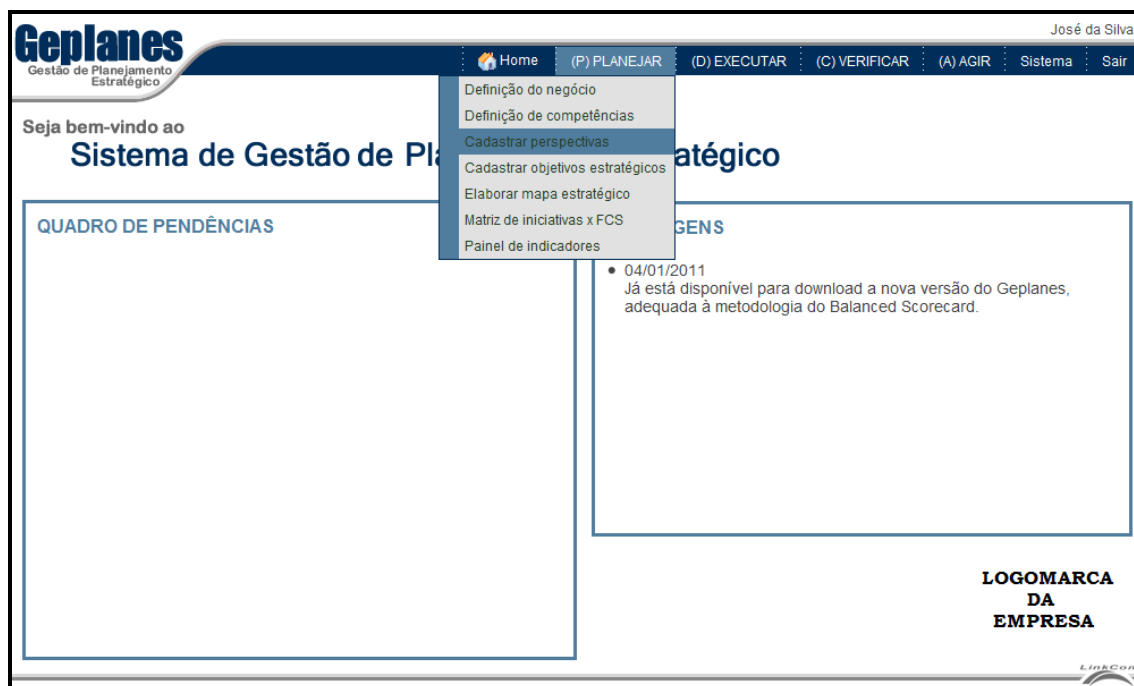 Geplanes
Gestão de Planejamento
Estratégico
José da Silva
Home (P) PLANEJAR (D) EXECUTAR (C) VERIFICAR (A) AGIR Sistema Sair
Definição do negócio
Definição de competências
Cadastrar perspectivas
Cadastrar objetivos estratégicos
Elaborar mapa estratégico
Matriz de iniciativas x FCS
Painel de indicadores
Seja bem-vindo ao
Sistema de Gestão de Pla atégico
QUADRO DE PENDÊNCIAS
GENS
04/01/2011
Já está disponível para download a nova versão do Geplanes,
adequada à metodologia do Balanced Scorecard.
LOGOMARCA
DA
EMPRESA
LinkCom